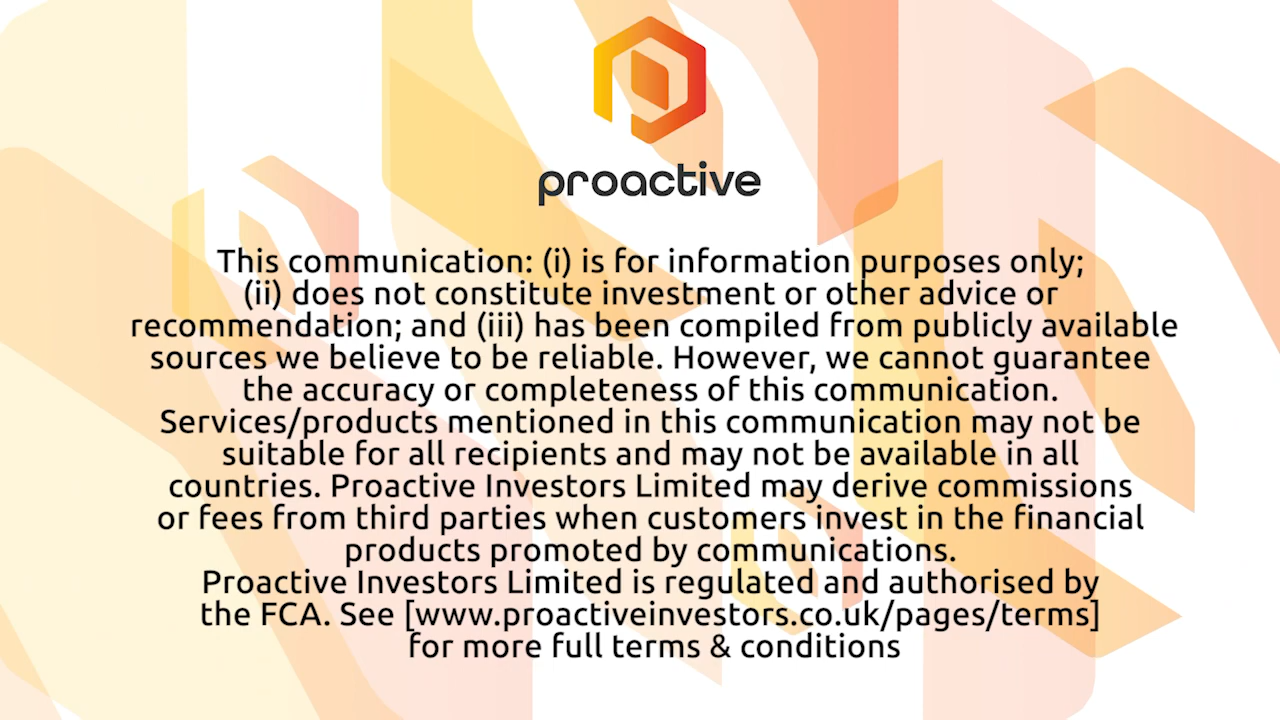 proactive
This communication: (i) is for information purposes only;
(ii) does not constitute investment or other advice or
recommendation; and (iii) has been compiled from publicly available
sources we believe to be reliable. However, we cannot guarantee
the accuracy or completeness of this communication.
Services/products mentioned in this communication may not be
suitable for all recipients and may not be available in all
countries. Proactive Investors Limited may derive commissions
or fees from third parties when customers invest in the financial
products promoted by communications.
Proactive Investors Limited is regulated and authorised by
the FCA. See [www.proactiveinvestors.co.uk/pages/terms]
for more full terms & conditions